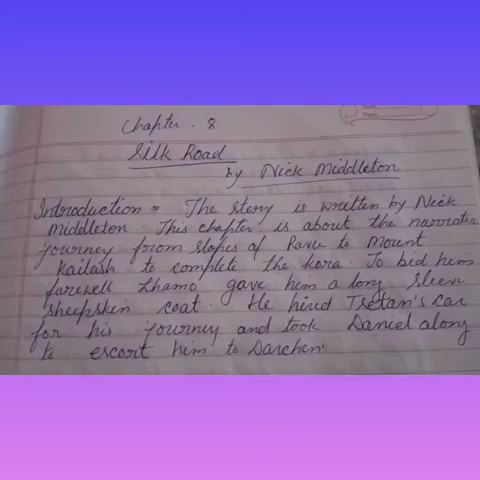 Chapter - 8
Silk Road
by Nick Middleton
Introduction → The story is written by Nick
Middleton. This chapter is about the narrator
journey from slopes of Ravu to Mount
Kailash to complete the kora. To bid him
farewell Lhamo gave him a long sleeve
sheepskin coat. He hired Tsetan's car
for his journey and took Daniel along
to escort him to Darchen.